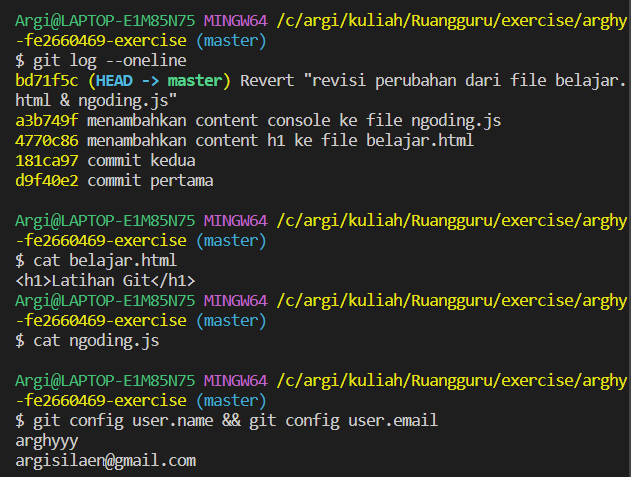 Argi@LAPTOP-E1M85N75 MINGW64 /c/argi/kuliah/Ruangguru/exercise/arghy
-fe2660469-exercise (master)
$ git log --oneline
bd71f5c (HEAD -> master) Revert "revisi perubahan dari file belajar.
html & ngoding.js"
a3b749f menambahkan content console ke file ngoding.js
4770c86 menambahkan content h1 ke file belajar.html
181ca97 commit kedua
d9f40e2 commit pertama
Argi@LAPTOP-E1M85N75 MINGW64 /c/argi/kuliah/Ruangguru/exercise/arghy
-fe2660469-exercise (master)
$ cat belajar.html
<h1>Latihan Git</h1>
Argi@LAPTOP-E1M85N75 MINGW64 /c/argi/kuliah/Ruangguru/exercise/arghy
-fe2660469-exercise (master)
$ cat ngoding.js
Argi@LAPTOP-E1M85N75 MINGW64 /c/argi/kuliah/Ruangguru/exercise/arghy
-fe2660469-exercise (master)
$ git config user.name && git config user.email
arghyyy
argisilaen@gmail.com